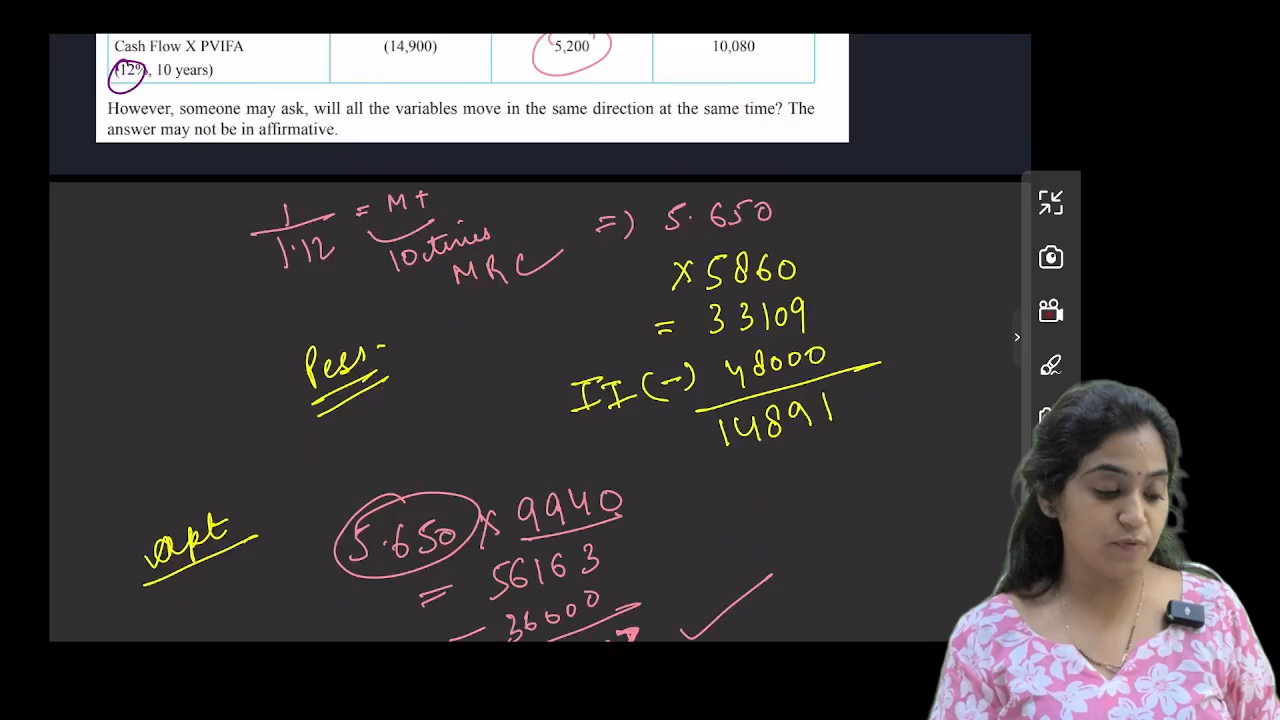 Cash Flow X PVIFA (14,900) 5,200 10,080
(12%, 10 years)
However, someone may ask, will all the variables move in the same direction at the same time? The
answer may not be in affirmative.
1/1.12 = M+
10 times
MRC
=) 5.650
X 5860
= 33109
II (-) 48000
14891
Pess.
opt
5.650 X 9940
= 56163
- 36000